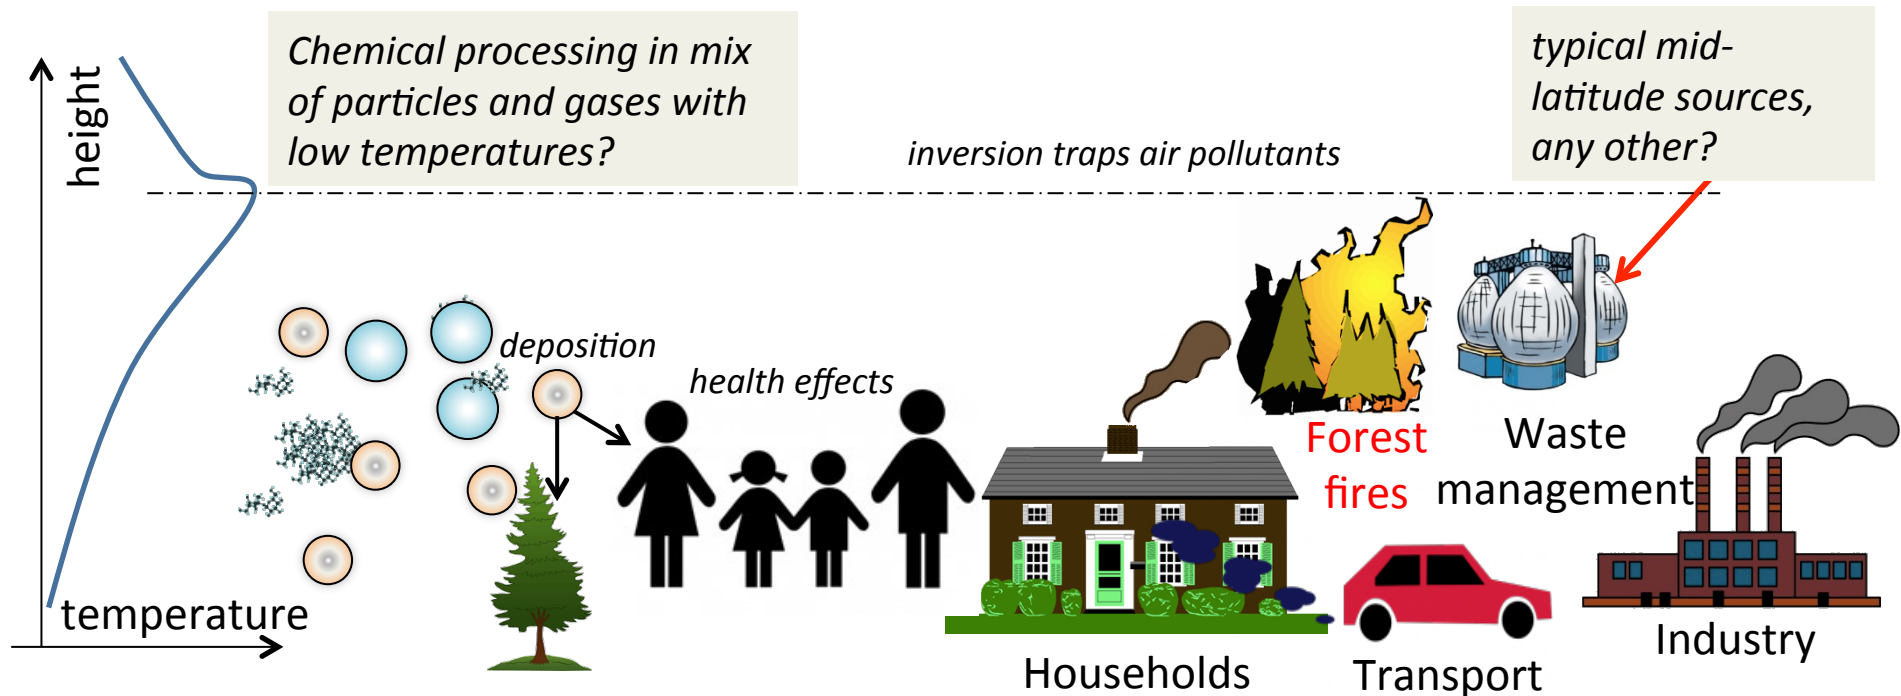 height
Chemical processing in mix
of particles and gases with
low temperatures?
typical mid-
latitude sources,
any other?
inversion traps air pollutants
deposition
health effects
Forest
fires
Waste
management
temperature
Households
Transport
Industry